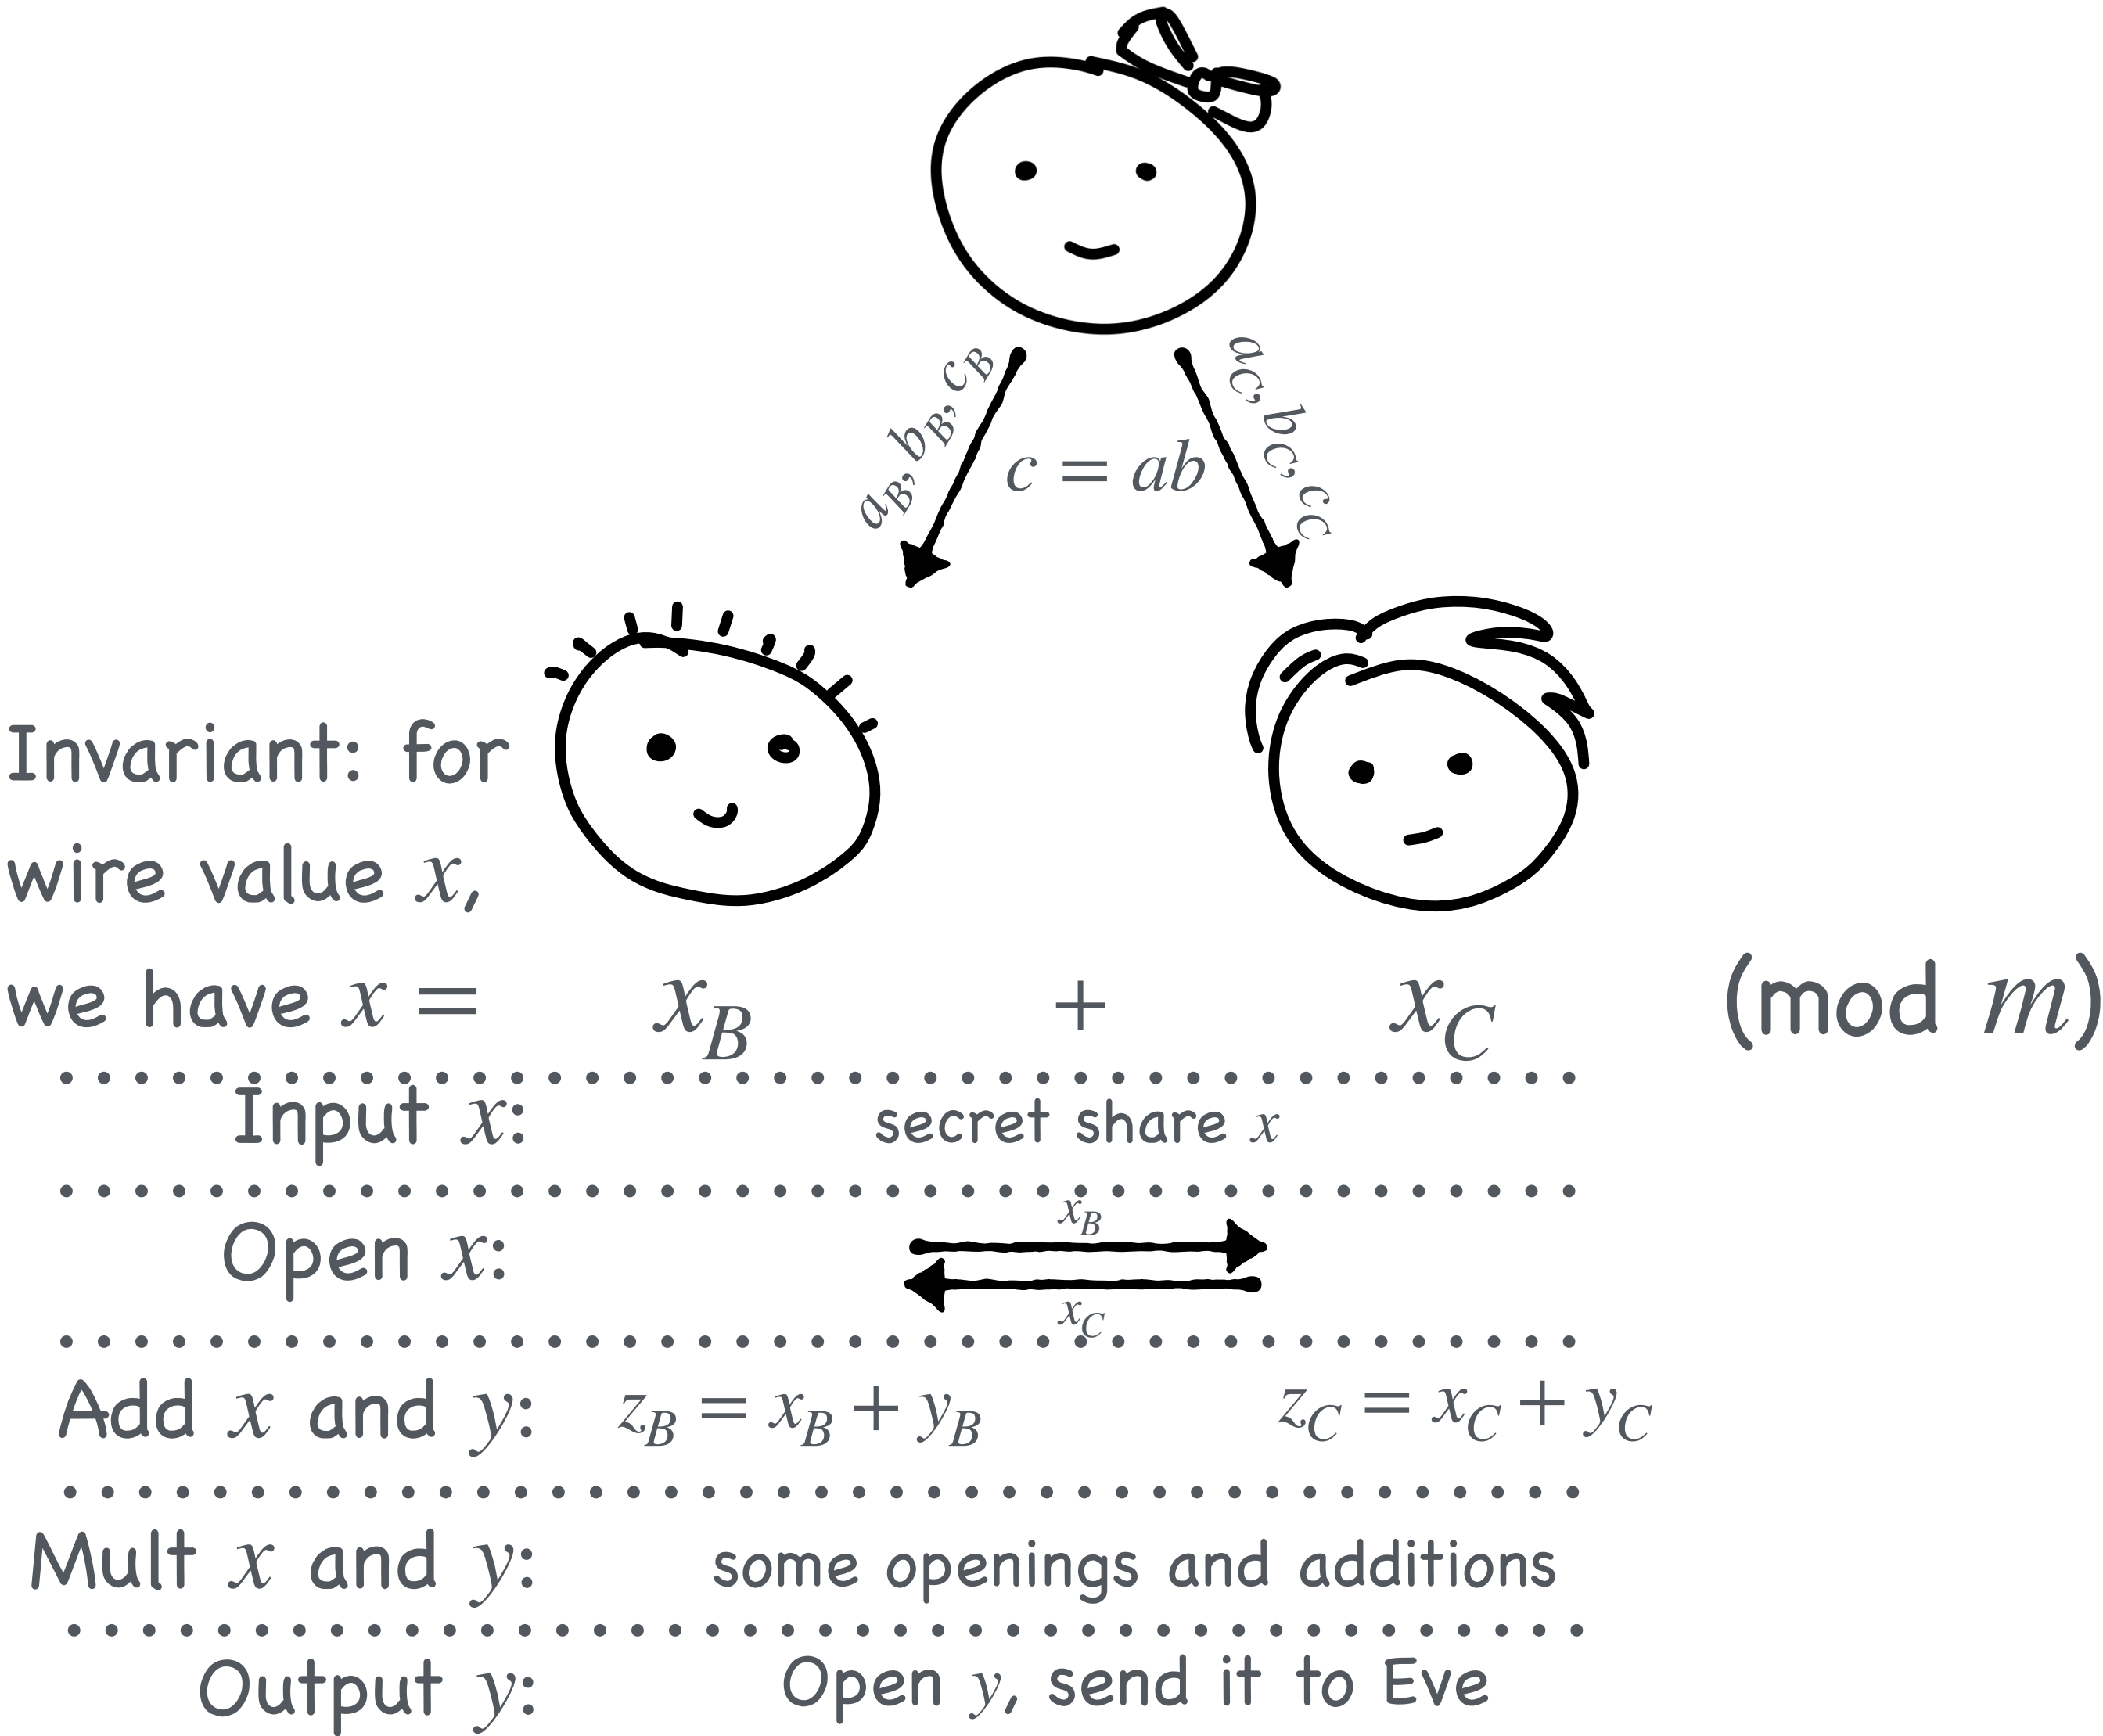 a_B, b_B, c_B
a_C, b_C, c_C
c = ab
Invariant: for
wire value x,
we have x = x_B + x_C (mod m)
Input x: secret share x
x_B
Open x:
x_C
Add x and y: z_B = x_B + y_B z_C = x_C + y_C
Mult x and y: some openings and additions
Output y: Open y, send it to Eve